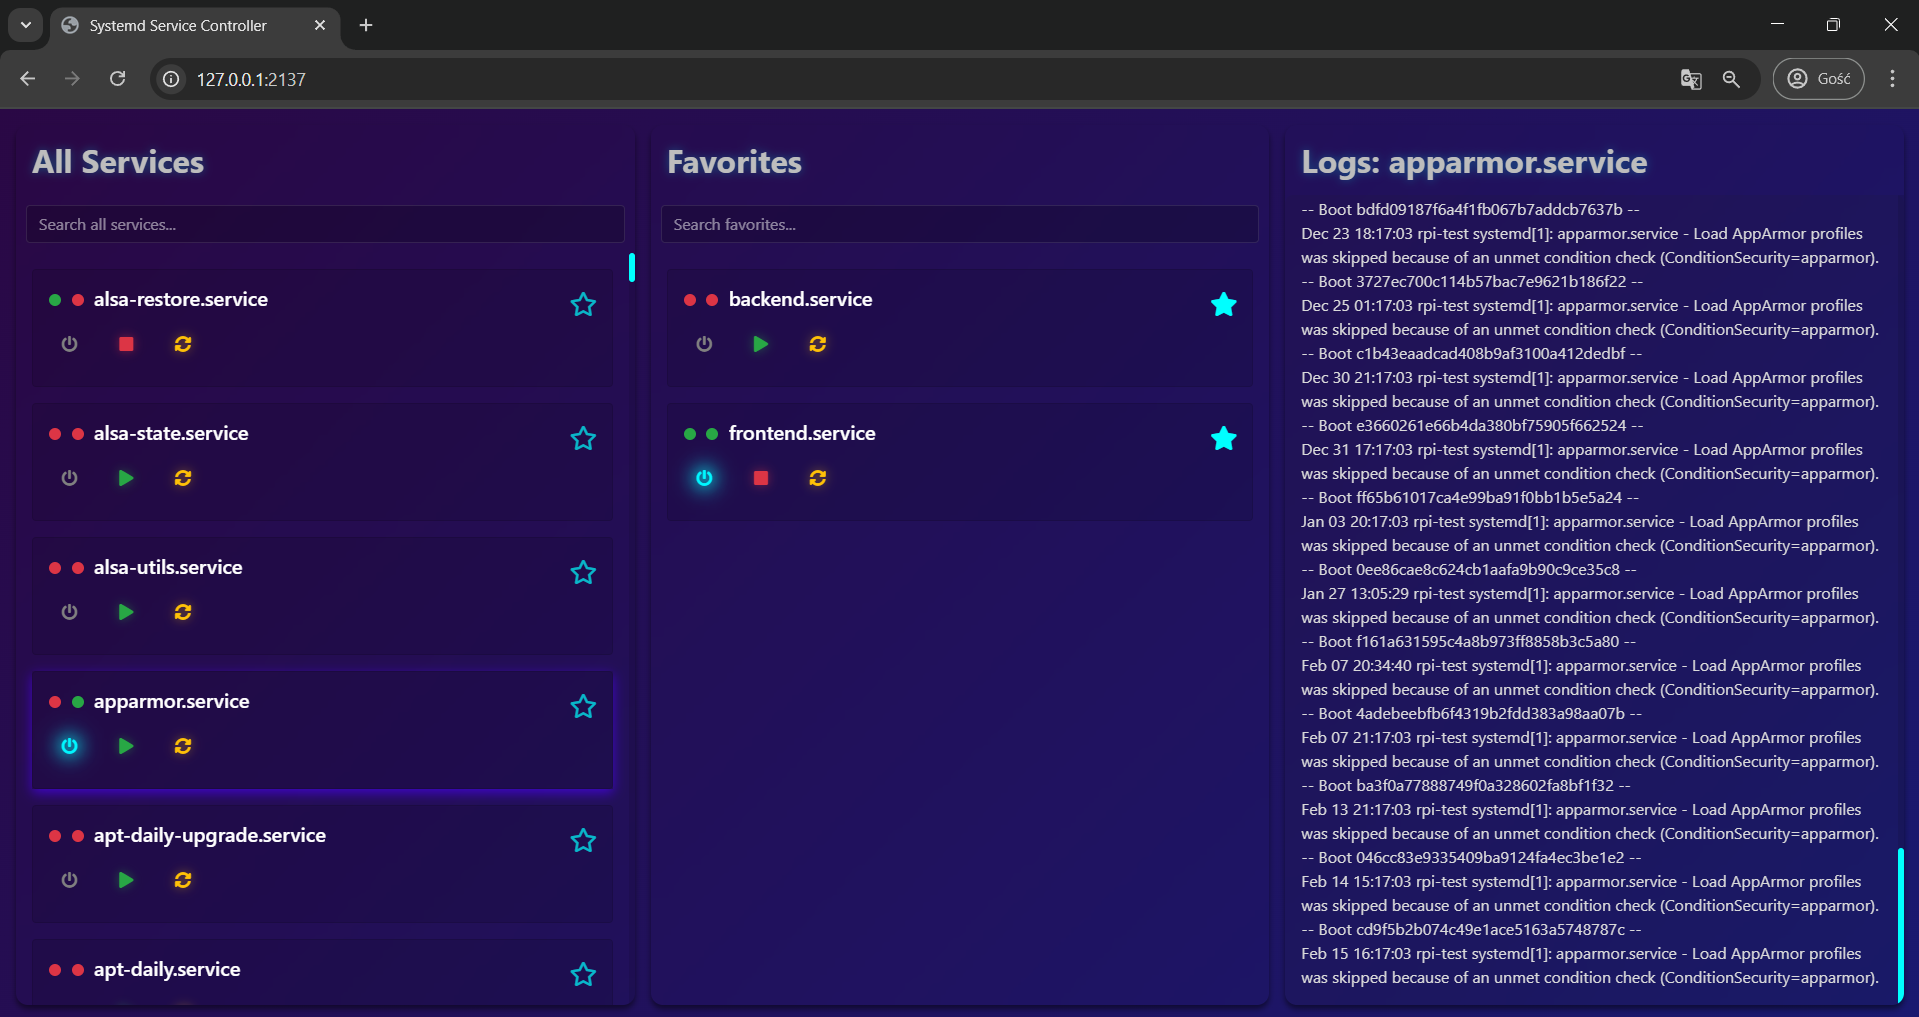 Systemd Service Controller
127.0.0.1:2137
Gość
All Services
Search all services...
alsa-restore.service
alsa-state.service
alsa-utils.service
apparmor.service
apt-daily-upgrade.service
apt-daily.service
Favorites
Search favorites...
backend.service
frontend.service
Logs: apparmor.service
-- Boot bdfd09187f6a4f1fb067b7addcb7637b --
Dec 23 18:17:03 rpi-test systemd[1]: apparmor.service - Load AppArmor profiles
was skipped because of an unmet condition check (ConditionSecurity=apparmor).
-- Boot 3727ec700c114b57bac7e9621b186f22 --
Dec 25 01:17:03 rpi-test systemd[1]: apparmor.service - Load AppArmor profiles
was skipped because of an unmet condition check (ConditionSecurity=apparmor).
-- Boot c1b43eaadcad408b9af3100a412dedbf --
Dec 30 21:17:03 rpi-test systemd[1]: apparmor.service - Load AppArmor profiles
was skipped because of an unmet condition check (ConditionSecurity=apparmor).
-- Boot e3660261e66b4da380bf75905f662524 --
Dec 31 17:17:03 rpi-test systemd[1]: apparmor.service - Load AppArmor profiles
was skipped because of an unmet condition check (ConditionSecurity=apparmor).
-- Boot ff65b61017ca4e99ba91f0bb1b5e5a24 --
Jan 03 20:17:03 rpi-test systemd[1]: apparmor.service - Load AppArmor profiles
was skipped because of an unmet condition check (ConditionSecurity=apparmor).
-- Boot 0ee86cae8c624cb1aafa9b90c9ce35c8 --
Jan 27 13:05:29 rpi-test systemd[1]: apparmor.service - Load AppArmor profiles
was skipped because of an unmet condition check (ConditionSecurity=apparmor).
-- Boot f161a631595c4a8b973ff8858b3c5a80 --
Feb 07 20:34:40 rpi-test systemd[1]: apparmor.service - Load AppArmor profiles
was skipped because of an unmet condition check (ConditionSecurity=apparmor).
-- Boot 4adebeebfb6f4319b2fdd383a98aa07b --
Feb 07 21:17:03 rpi-test systemd[1]: apparmor.service - Load AppArmor profiles
was skipped because of an unmet condition check (ConditionSecurity=apparmor).
-- Boot ba3f0a77888749f0a328602fa8bf1f32 --
Feb 13 21:17:03 rpi-test systemd[1]: apparmor.service - Load AppArmor profiles
was skipped because of an unmet condition check (ConditionSecurity=apparmor).
-- Boot 046cc83e9335409ba9124fa4ec3be1e2 --
Feb 14 15:17:03 rpi-test systemd[1]: apparmor.service - Load AppArmor profiles
was skipped because of an unmet condition check (ConditionSecurity=apparmor).
-- Boot cd9f5b2b074c49e1ace5163a5748787c --
Feb 15 16:17:03 rpi-test systemd[1]: apparmor.service - Load AppArmor profiles
was skipped because of an unmet condition check (ConditionSecurity=apparmor).